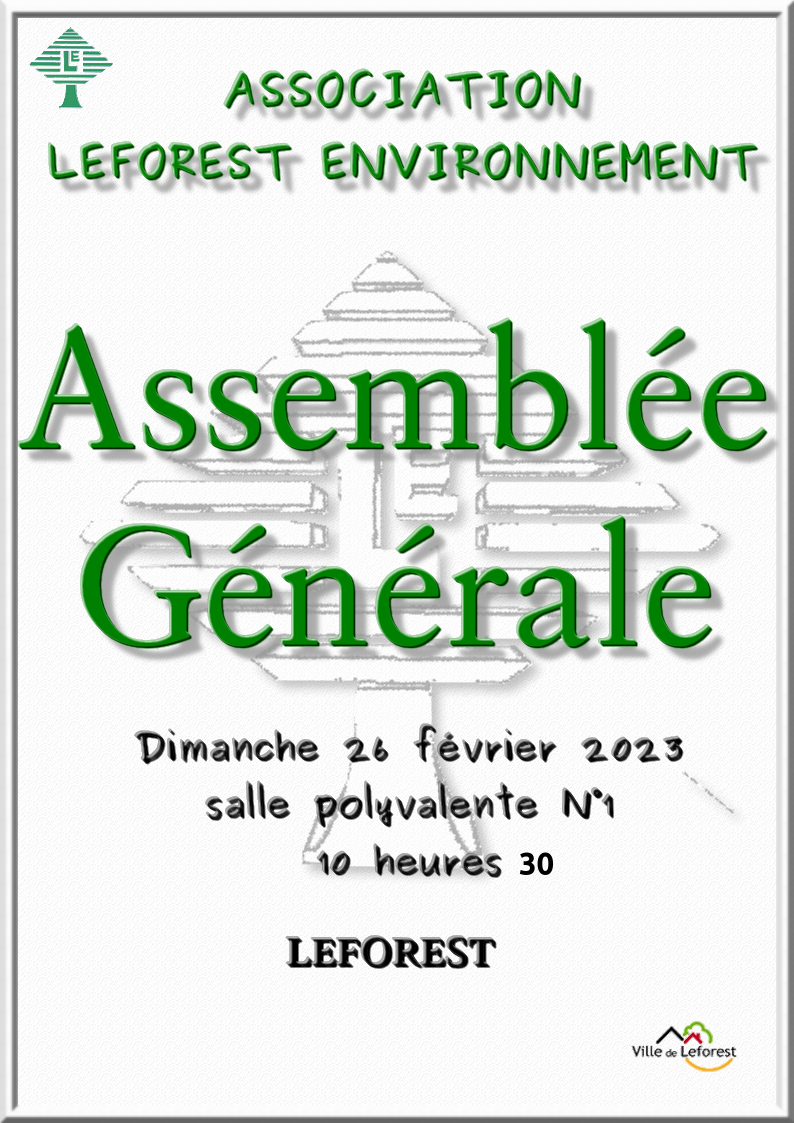 LE
ASSOCIATION
LEFOREST ENVIRONNEMENT
LE
Assemblée
Générale
Dimanche 26 février 2023
salle polyvalente N°1
10 heures 30
LEFOREST
Ville de Leforest